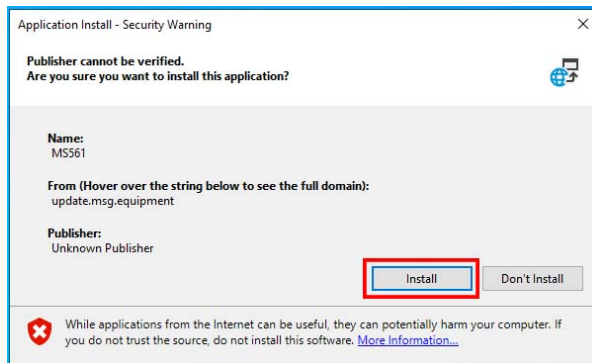 Application Install - Security Warning
Publisher cannot be verified.
Are you sure you want to install this application?
Name:
MS561
From (Hover over the string below to see the full domain):
update.msg.equipment
Publisher:
Unknown Publisher
Install
Don't Install
While applications from the Internet can be useful, they can potentially harm your computer. If
you do not trust the source, do not install this software. More Information...